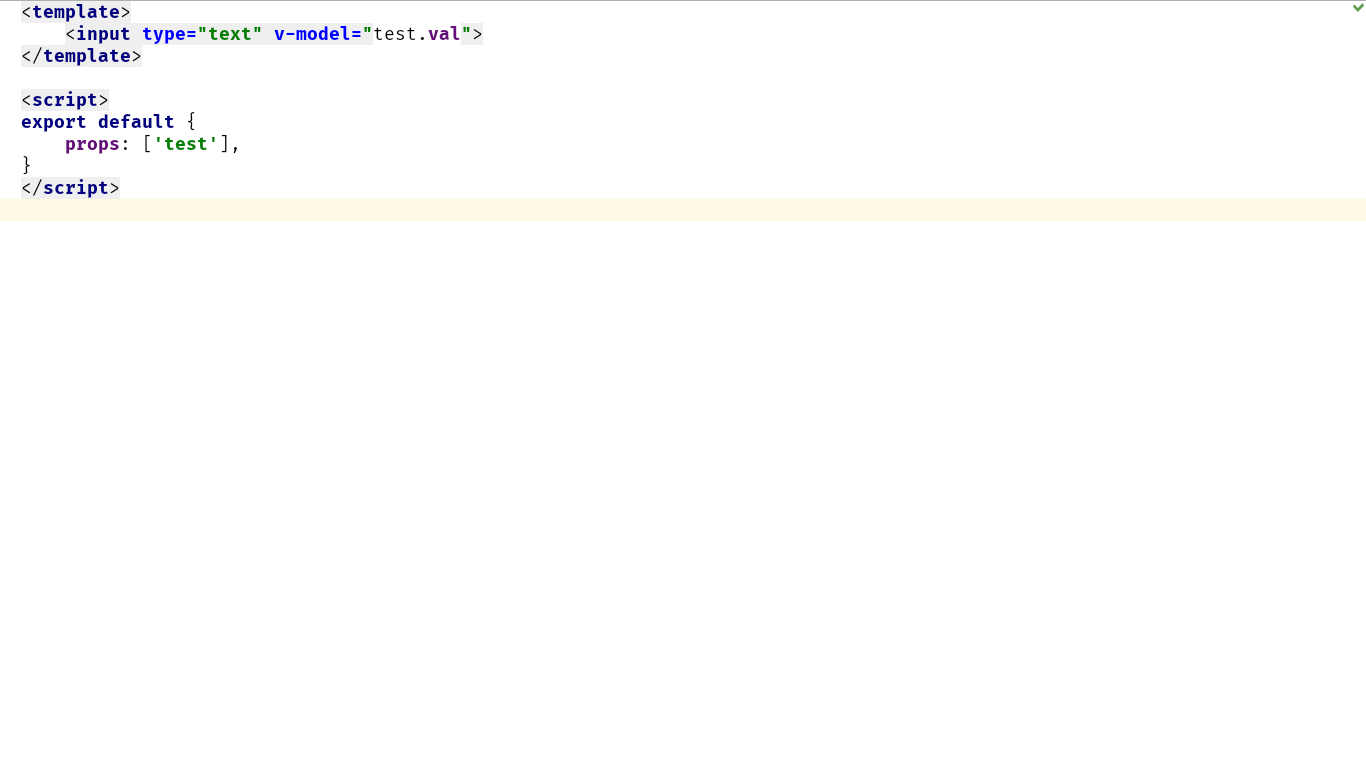 <template>
    <input type="text" v-model="test.val">
</template>

<script>
export default {
    props: ['test'],
}
</script>